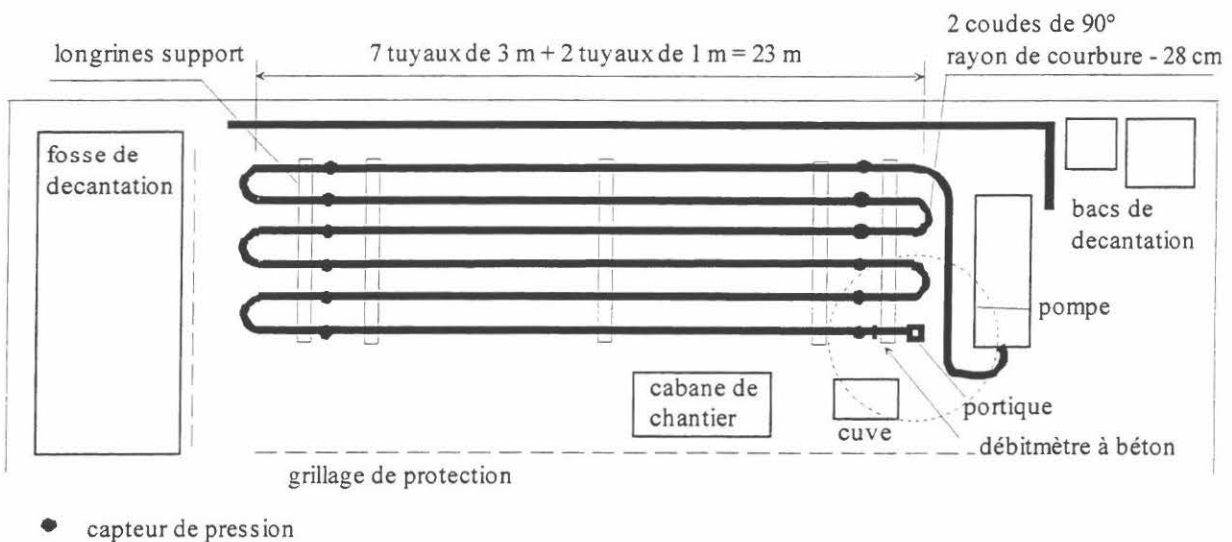 longrines support
7 tuyaux de 3 m + 2 tuyaux de 1 m = 23 m
2 coudes de 90°
rayon de courbure - 28 cm
fosse de
decantation
bacs de
decantation
pompe
cabane de
chantier
cuve
portique
débitmètre à béton
grillage de protection
capteur de pression